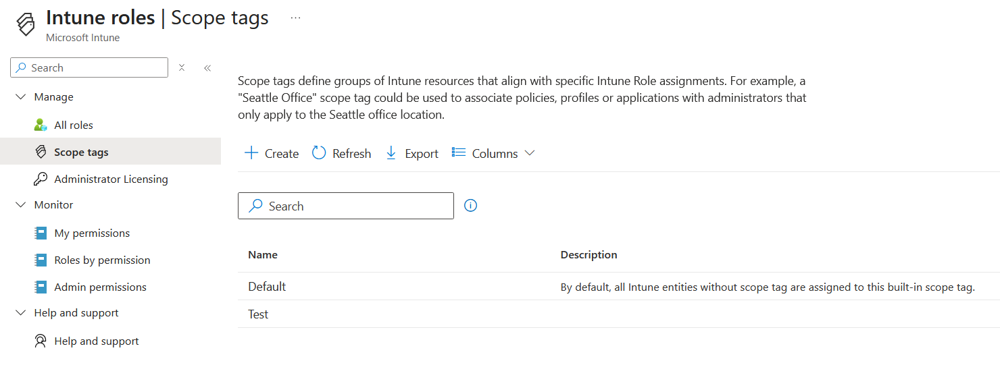 Intune roles | Scope tags ...
Microsoft Intune
Search
Manage
All roles
Scope tags
Administrator Licensing
Monitor
My permissions
Roles by permission
Admin permissions
Help and support
Help and support
Scope tags define groups of Intune resources that align with specific Intune Role assignments. For example, a
"Seattle Office" scope tag could be used to associate policies, profiles or applications with administrators that
only apply to the Seattle office location.
Create Refresh Export Columns
Search
Name Description
Default By default, all Intune entities without scope tag are assigned to this built-in scope tag.
Test